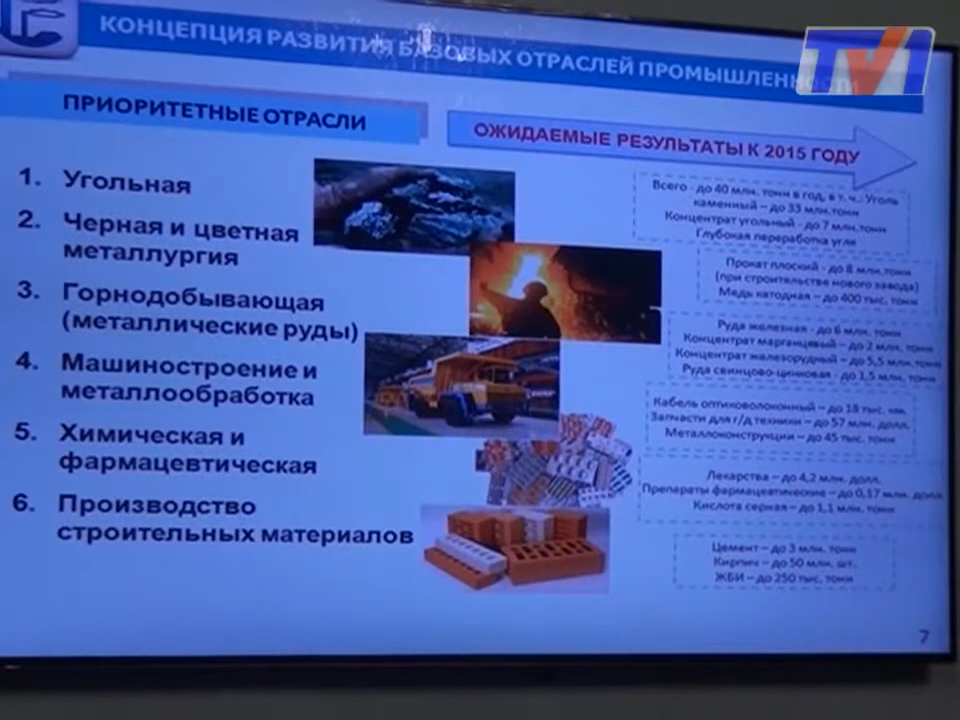 КОНЦЕПЦИЯ РАЗВИТИЯ БАЗОВЫХ ОТРАСЛЕЙ ПРОМЫШЛЕННОСТИ
TV1
ПРИОРИТЕТНЫЕ ОТРАСЛИ
ОЖИДАЕМЫЕ РЕЗУЛЬТАТЫ К 2015 ГОДУ
1. Угольная
2. Черная и цветная
металлургия
3. Горнодобывающая
(металлические руды)
4. Машиностроение и
металлообработка
5. Химическая и
фармацевтическая
6. Производство
строительных материалов
Всего - до 40 млн. тонн в год, в т. ч.: Уголь
каменный – до 33 млн.тонн
Концентрат угольный - до 7 млн.тонн
Глубокая переработка угля
Прокат плоский - до 8 млн.тонн
(при строительстве нового завода)
Медь катодная – до 400 тыс. тонн
Руда железная - до 6 млн. тонн
Концентрат марганцевый – до 2 млн. тонн
Концентрат железорудный – до 5,5 млн.тонн
Руда свинцово-цинковая - до 1,5 млн. тонн
Кабель оптиковолоконный – до 18 тыс. км.
Запчасти для г/д техники – до 57 млн. долл.
Металлоконструкции – до 45 тыс. тонн
Лекарства – до 4,2 млн. долл.
Препараты фармацевтические – до 0,17 млн. долл
Кислота серная – до 1,1 млн. тонн
Цемент – до 3 млн. тонн
Кирпич – до 50 млн. шт.
ЖБИ – до 250 тыс. тонн
7